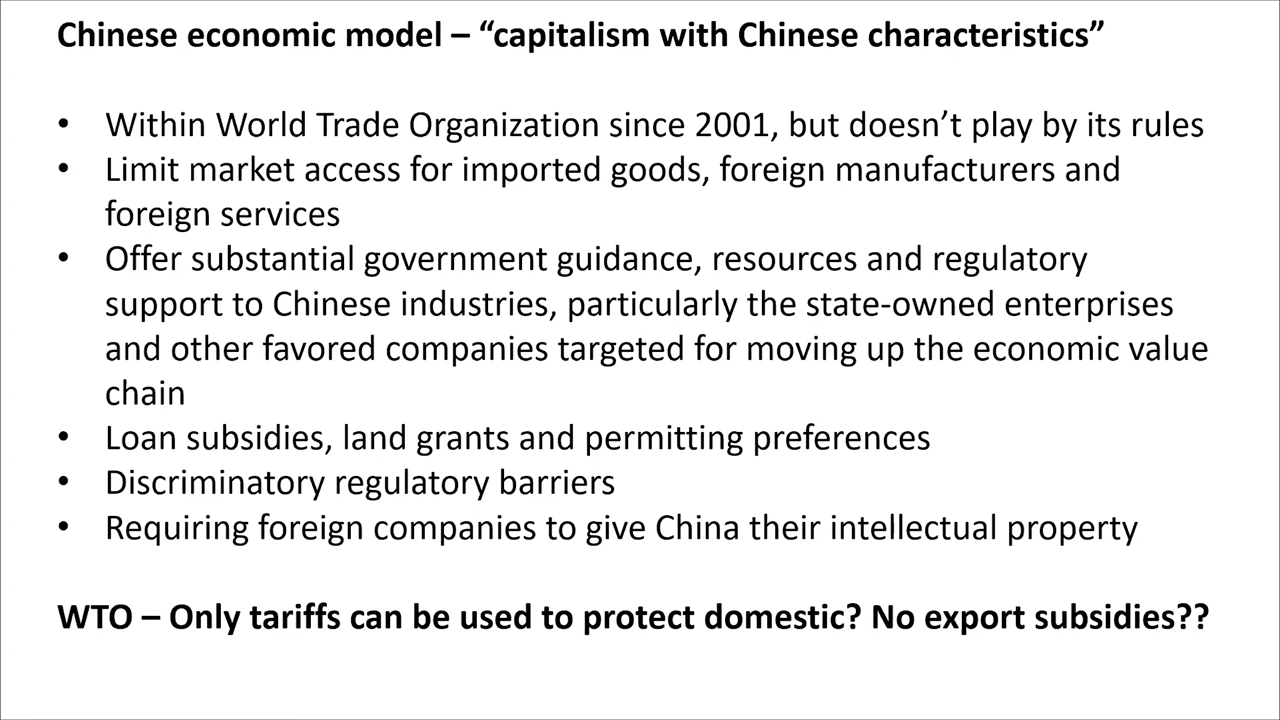 Chinese economic model – “capitalism with Chinese characteristics”
• Within World Trade Organization since 2001, but doesn’t play by its rules
• Limit market access for imported goods, foreign manufacturers and
foreign services
• Offer substantial government guidance, resources and regulatory
support to Chinese industries, particularly the state-owned enterprises
and other favored companies targeted for moving up the economic value
chain
• Loan subsidies, land grants and permitting preferences
• Discriminatory regulatory barriers
• Requiring foreign companies to give China their intellectual property
WTO – Only tariffs can be used to protect domestic? No export subsidies??